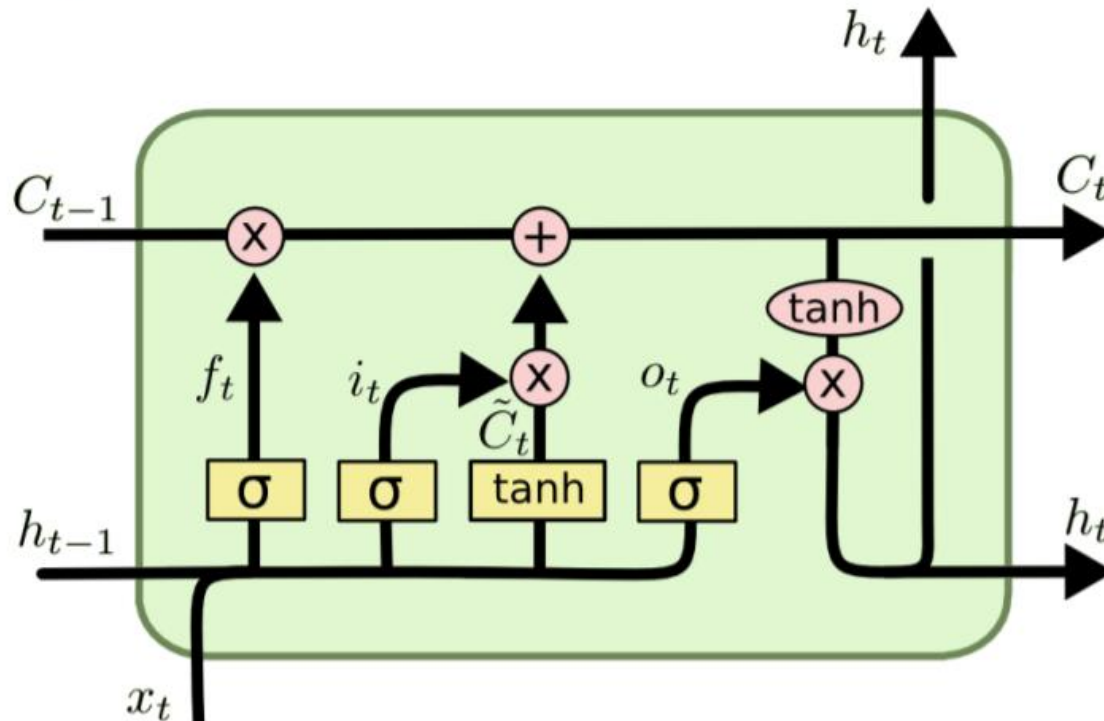 h_t
C_{t-1}
C_t
x
+
tanh
f_t
i_t
x
o_t
x
C̃_t
σ
σ
tanh
σ
h_{t-1}
h_t
x_t